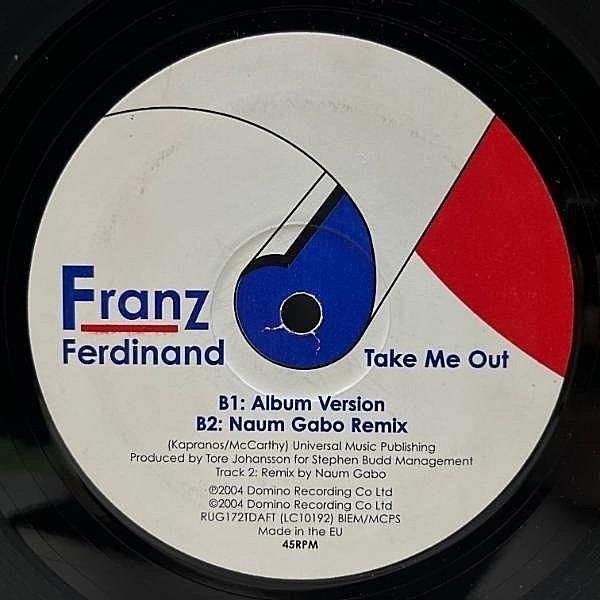 Franz
Ferdinand
Take Me Out
B1: Album Version
B2: Naum Gabo Remix
(Kapranos/McCarthy) Universal Music Publishing
Produced by Tore Johansson for Stephen Budd Management
Track 2: Remix by Naum Gabo
℗2004 Domino Recording Co Ltd
©2004 Domino Recording Co Ltd
RUG172TDAFT (LC10192) BIEM/MCPS
Made in the EU
45RPM